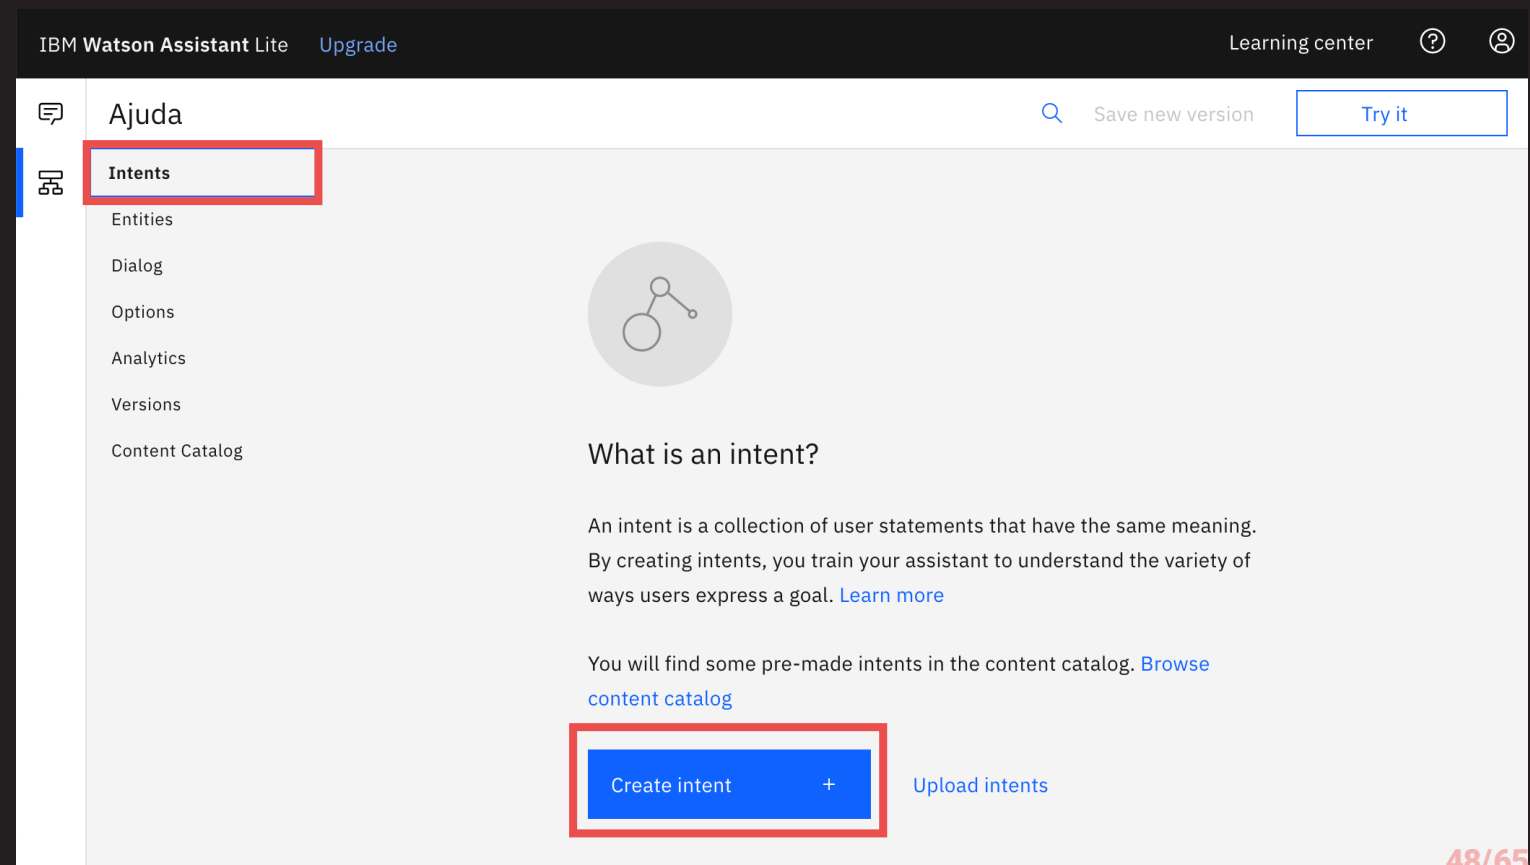 IBM Watson Assistant Lite Upgrade Learning center
Ajuda Save new version Try it
Intents
Entities
Dialog
Options
Analytics
Versions
Content Catalog
What is an intent?
An intent is a collection of user statements that have the same meaning.
By creating intents, you train your assistant to understand the variety of
ways users express a goal. Learn more
You will find some pre-made intents in the content catalog. Browse
content catalog
Create intent +
Upload intents
48/65